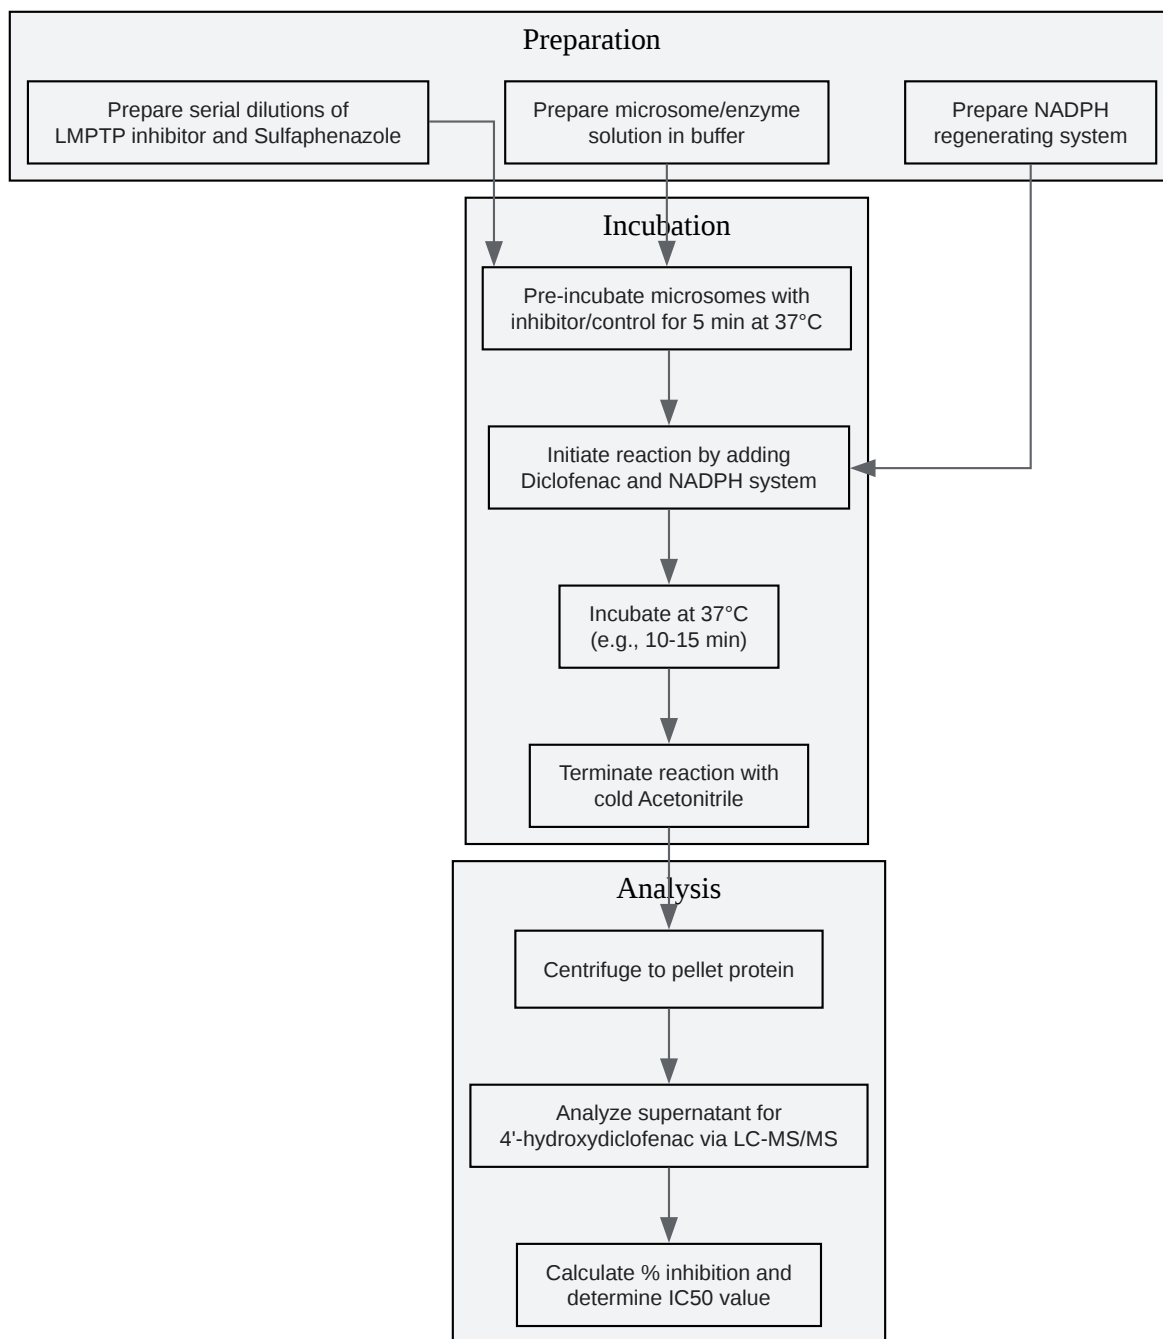 Preparation
Prepare serial dilutions of
LMPTP inhibitor and Sulfaphenazole
Prepare microsome/enzyme
solution in buffer
Prepare NADPH
regenerating system
Incubation
Pre-incubate microsomes with
inhibitor/control for 5 min at 37°C
Initiate reaction by adding
Diclofenac and NADPH system
Incubate at 37°C
(e.g., 10-15 min)
Terminate reaction with
cold Acetonitrile
Analysis
Centrifuge to pellet protein
Analyze supernatant for
4'-hydroxydiclofenac via LC-MS/MS
Calculate % inhibition and
determine IC50 value